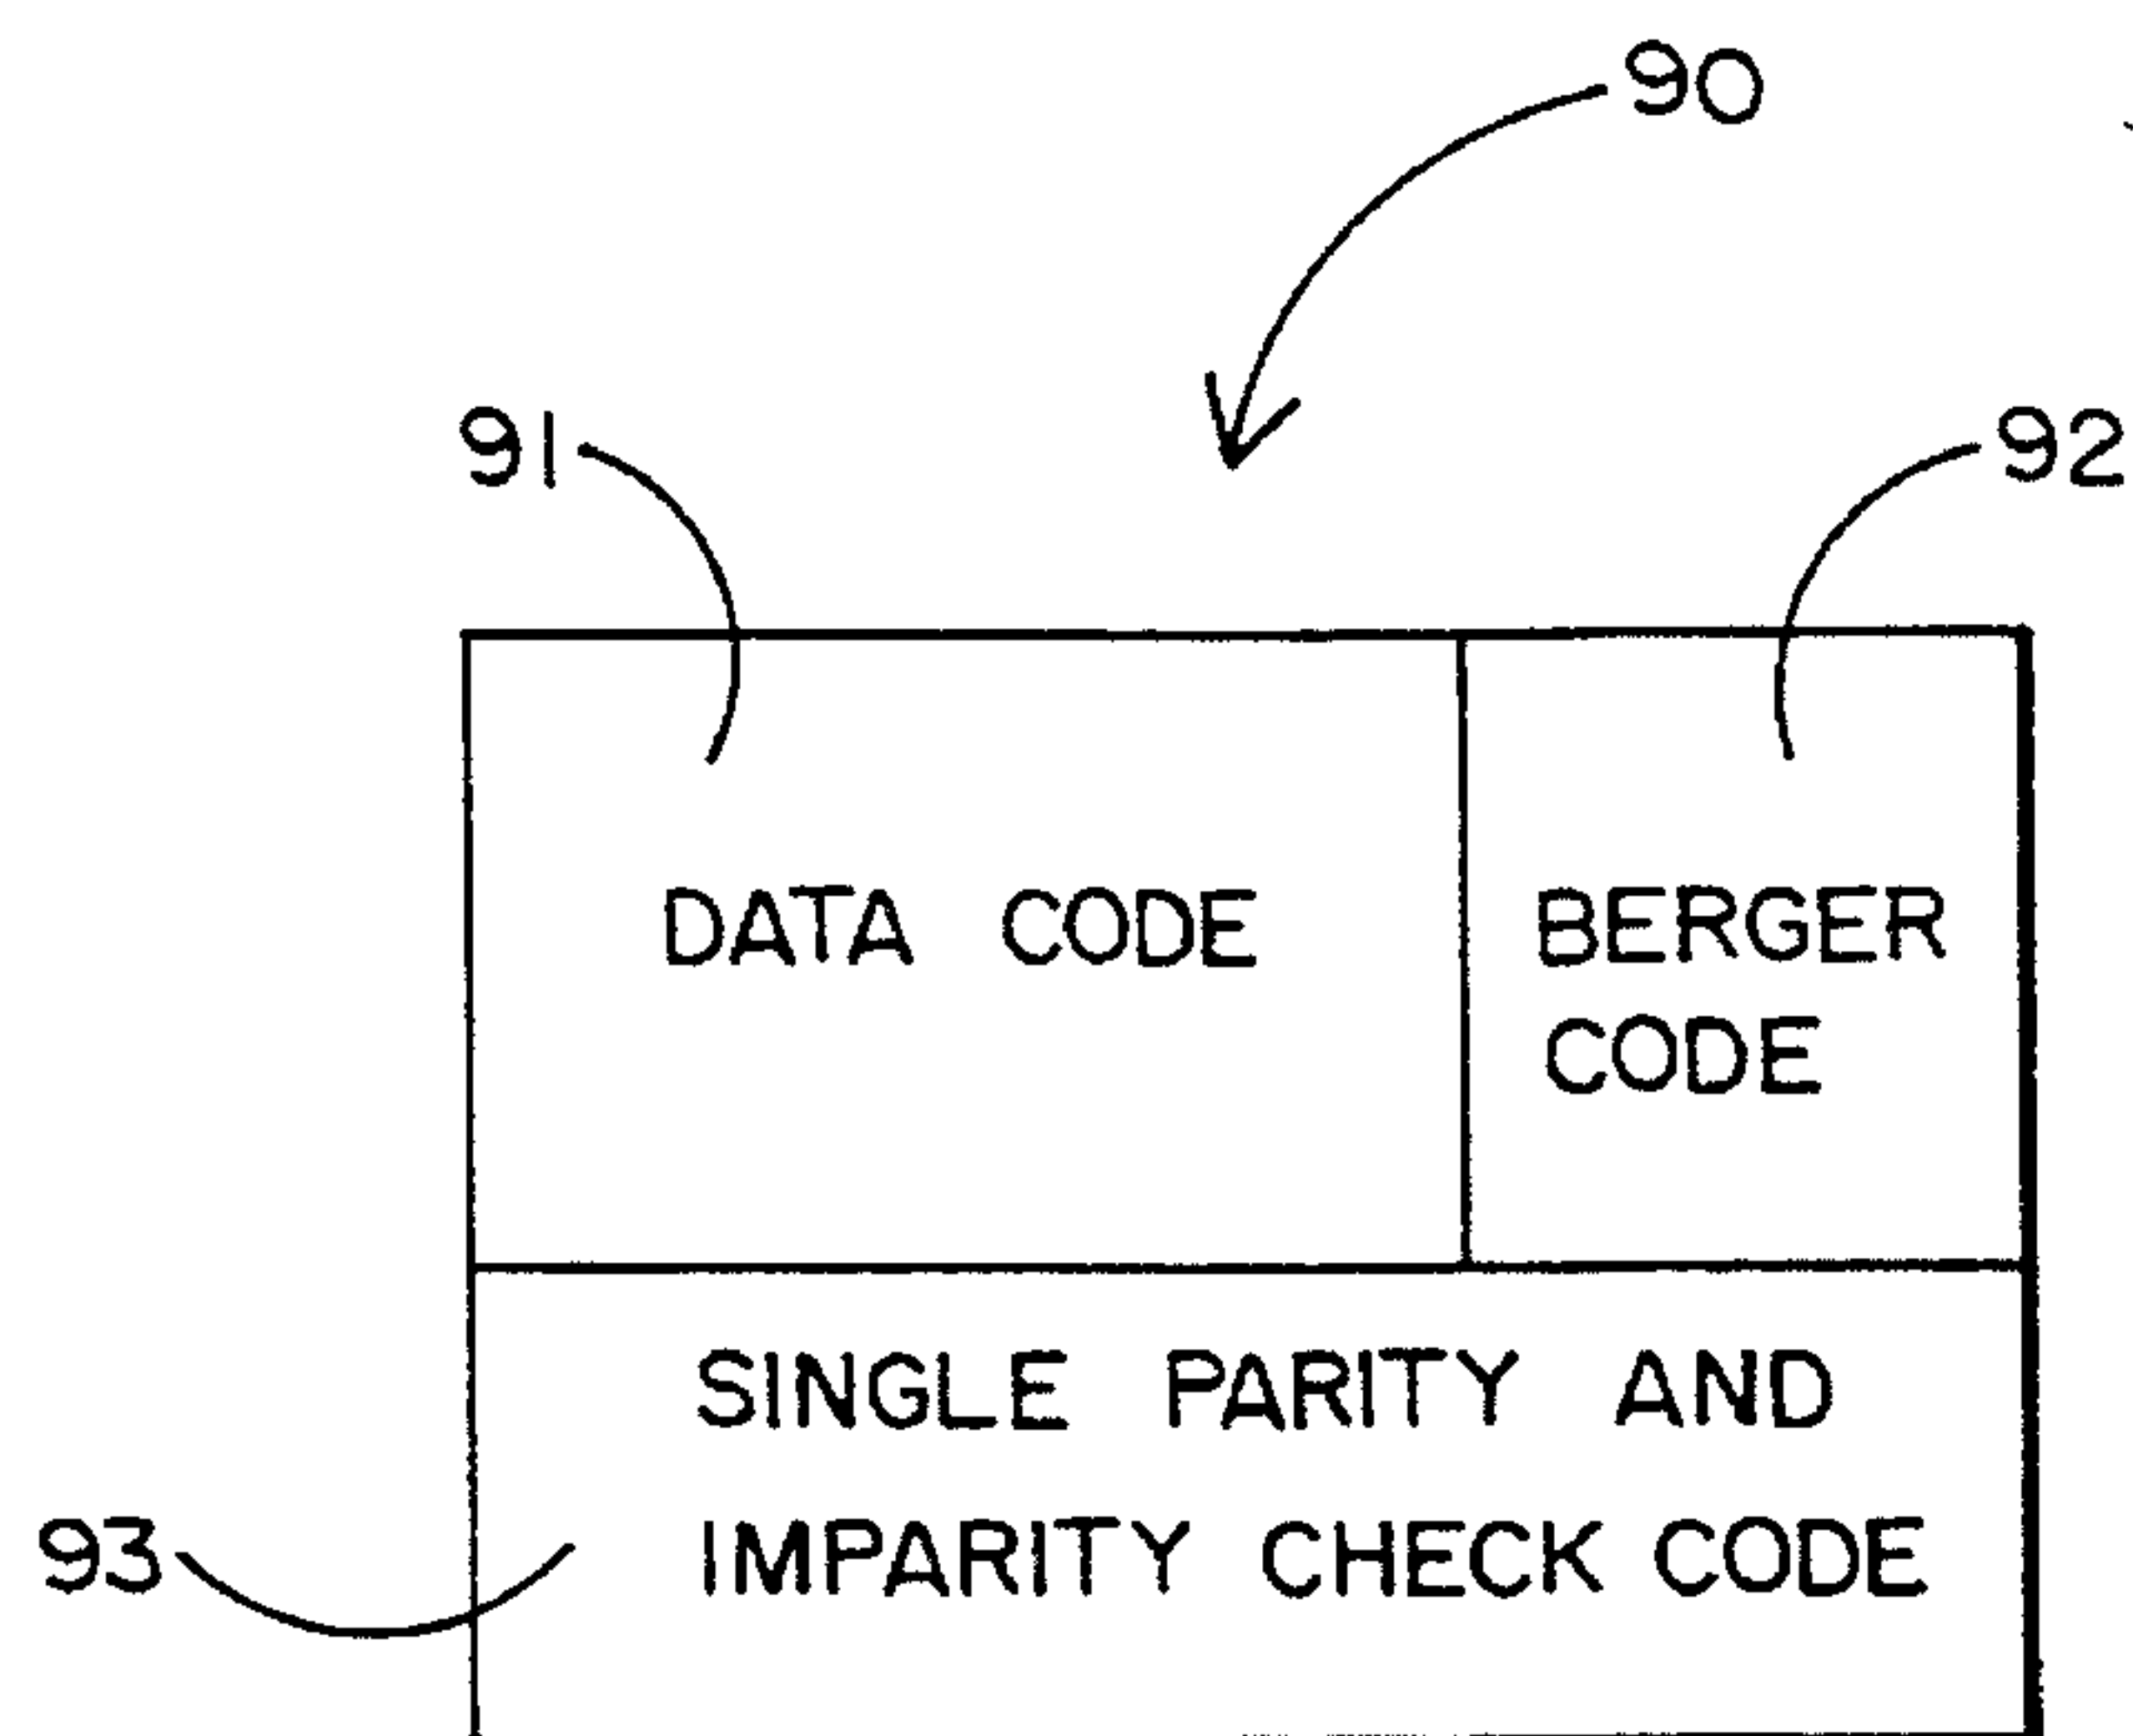 90
91
92
DATA CODE
BERGER
CODE
SINGLE PARITY AND
IMPARITY CHECK CODE
93